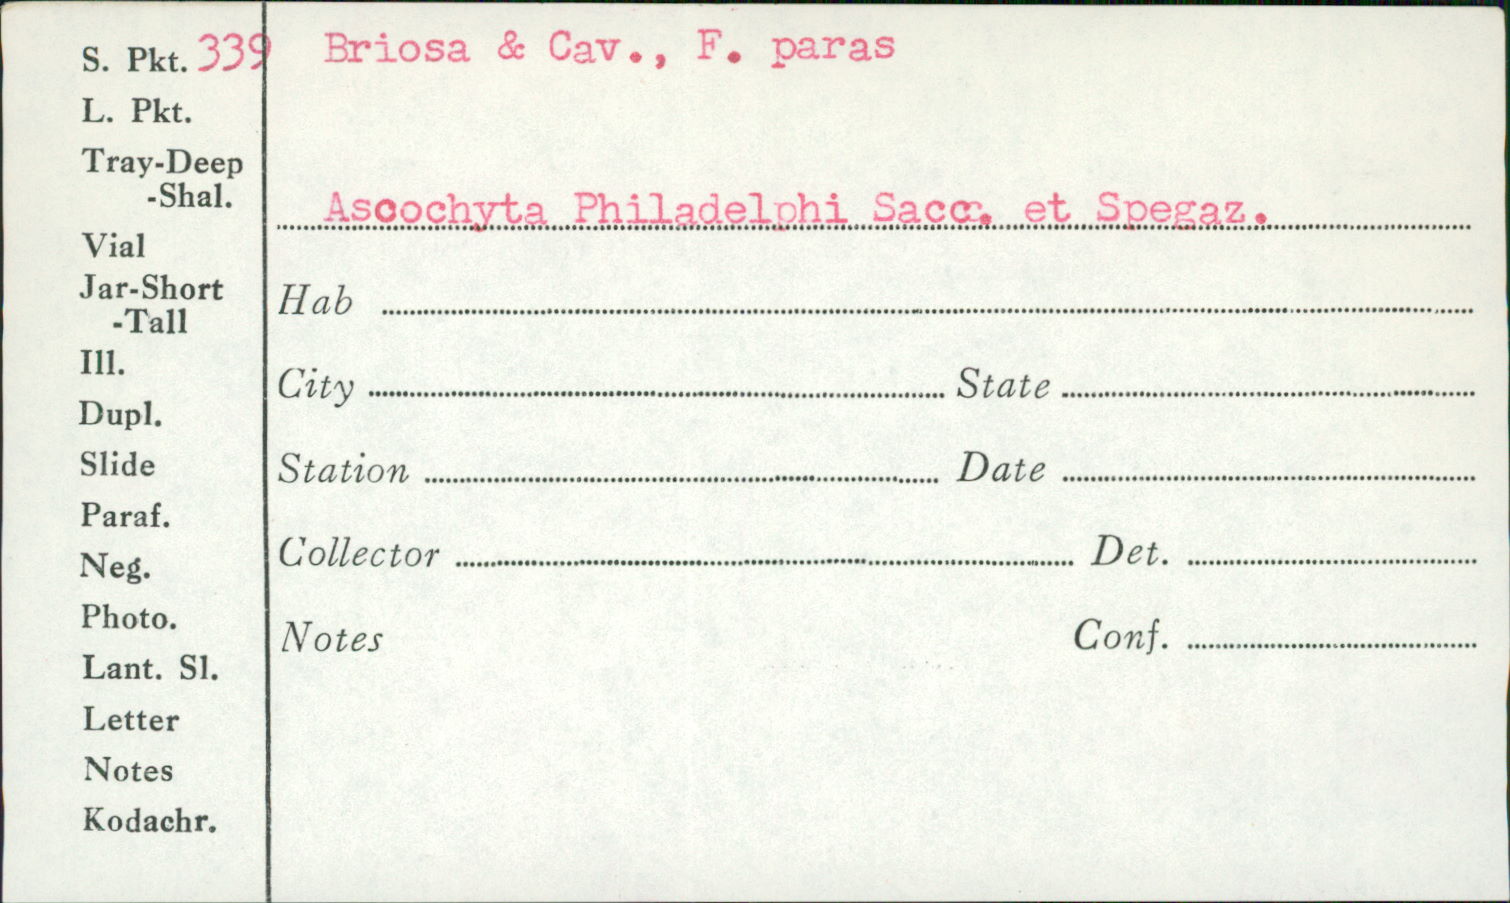 S. Pkt. 339 Briosa & Cav., F. paras
L. Pkt.
Tray-Deep
-Shal.
Ascochyta Philadelphi Sacc. et Spegaz.
Vial
Jar-Short
-Tall
Hab
Ill.
City State
Dupl.
Slide
Station Date
Paraf.
Neg.
Collector Det.
Photo.
Notes Conf.
Lant. Sl.
Letter
Notes
Kodachr.